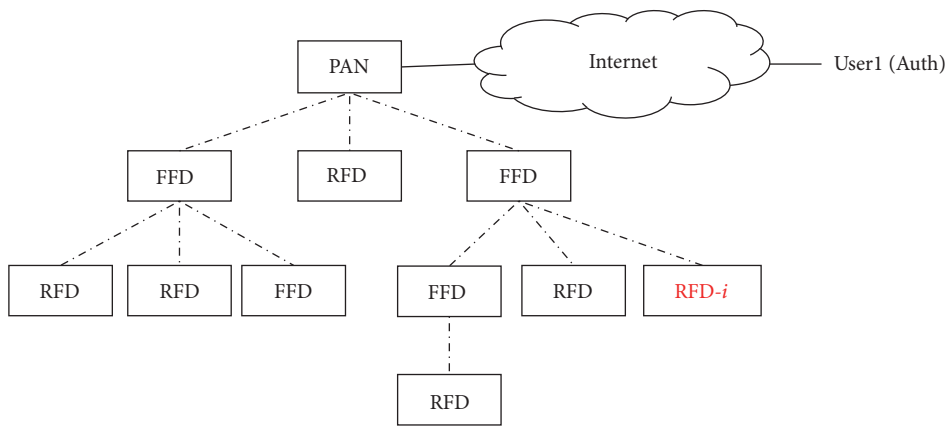 PAN
Internet
User1 (Auth)
FFD
RFD
FFD
RFD
RFD
FFD
FFD
RFD
RFD-i
RFD